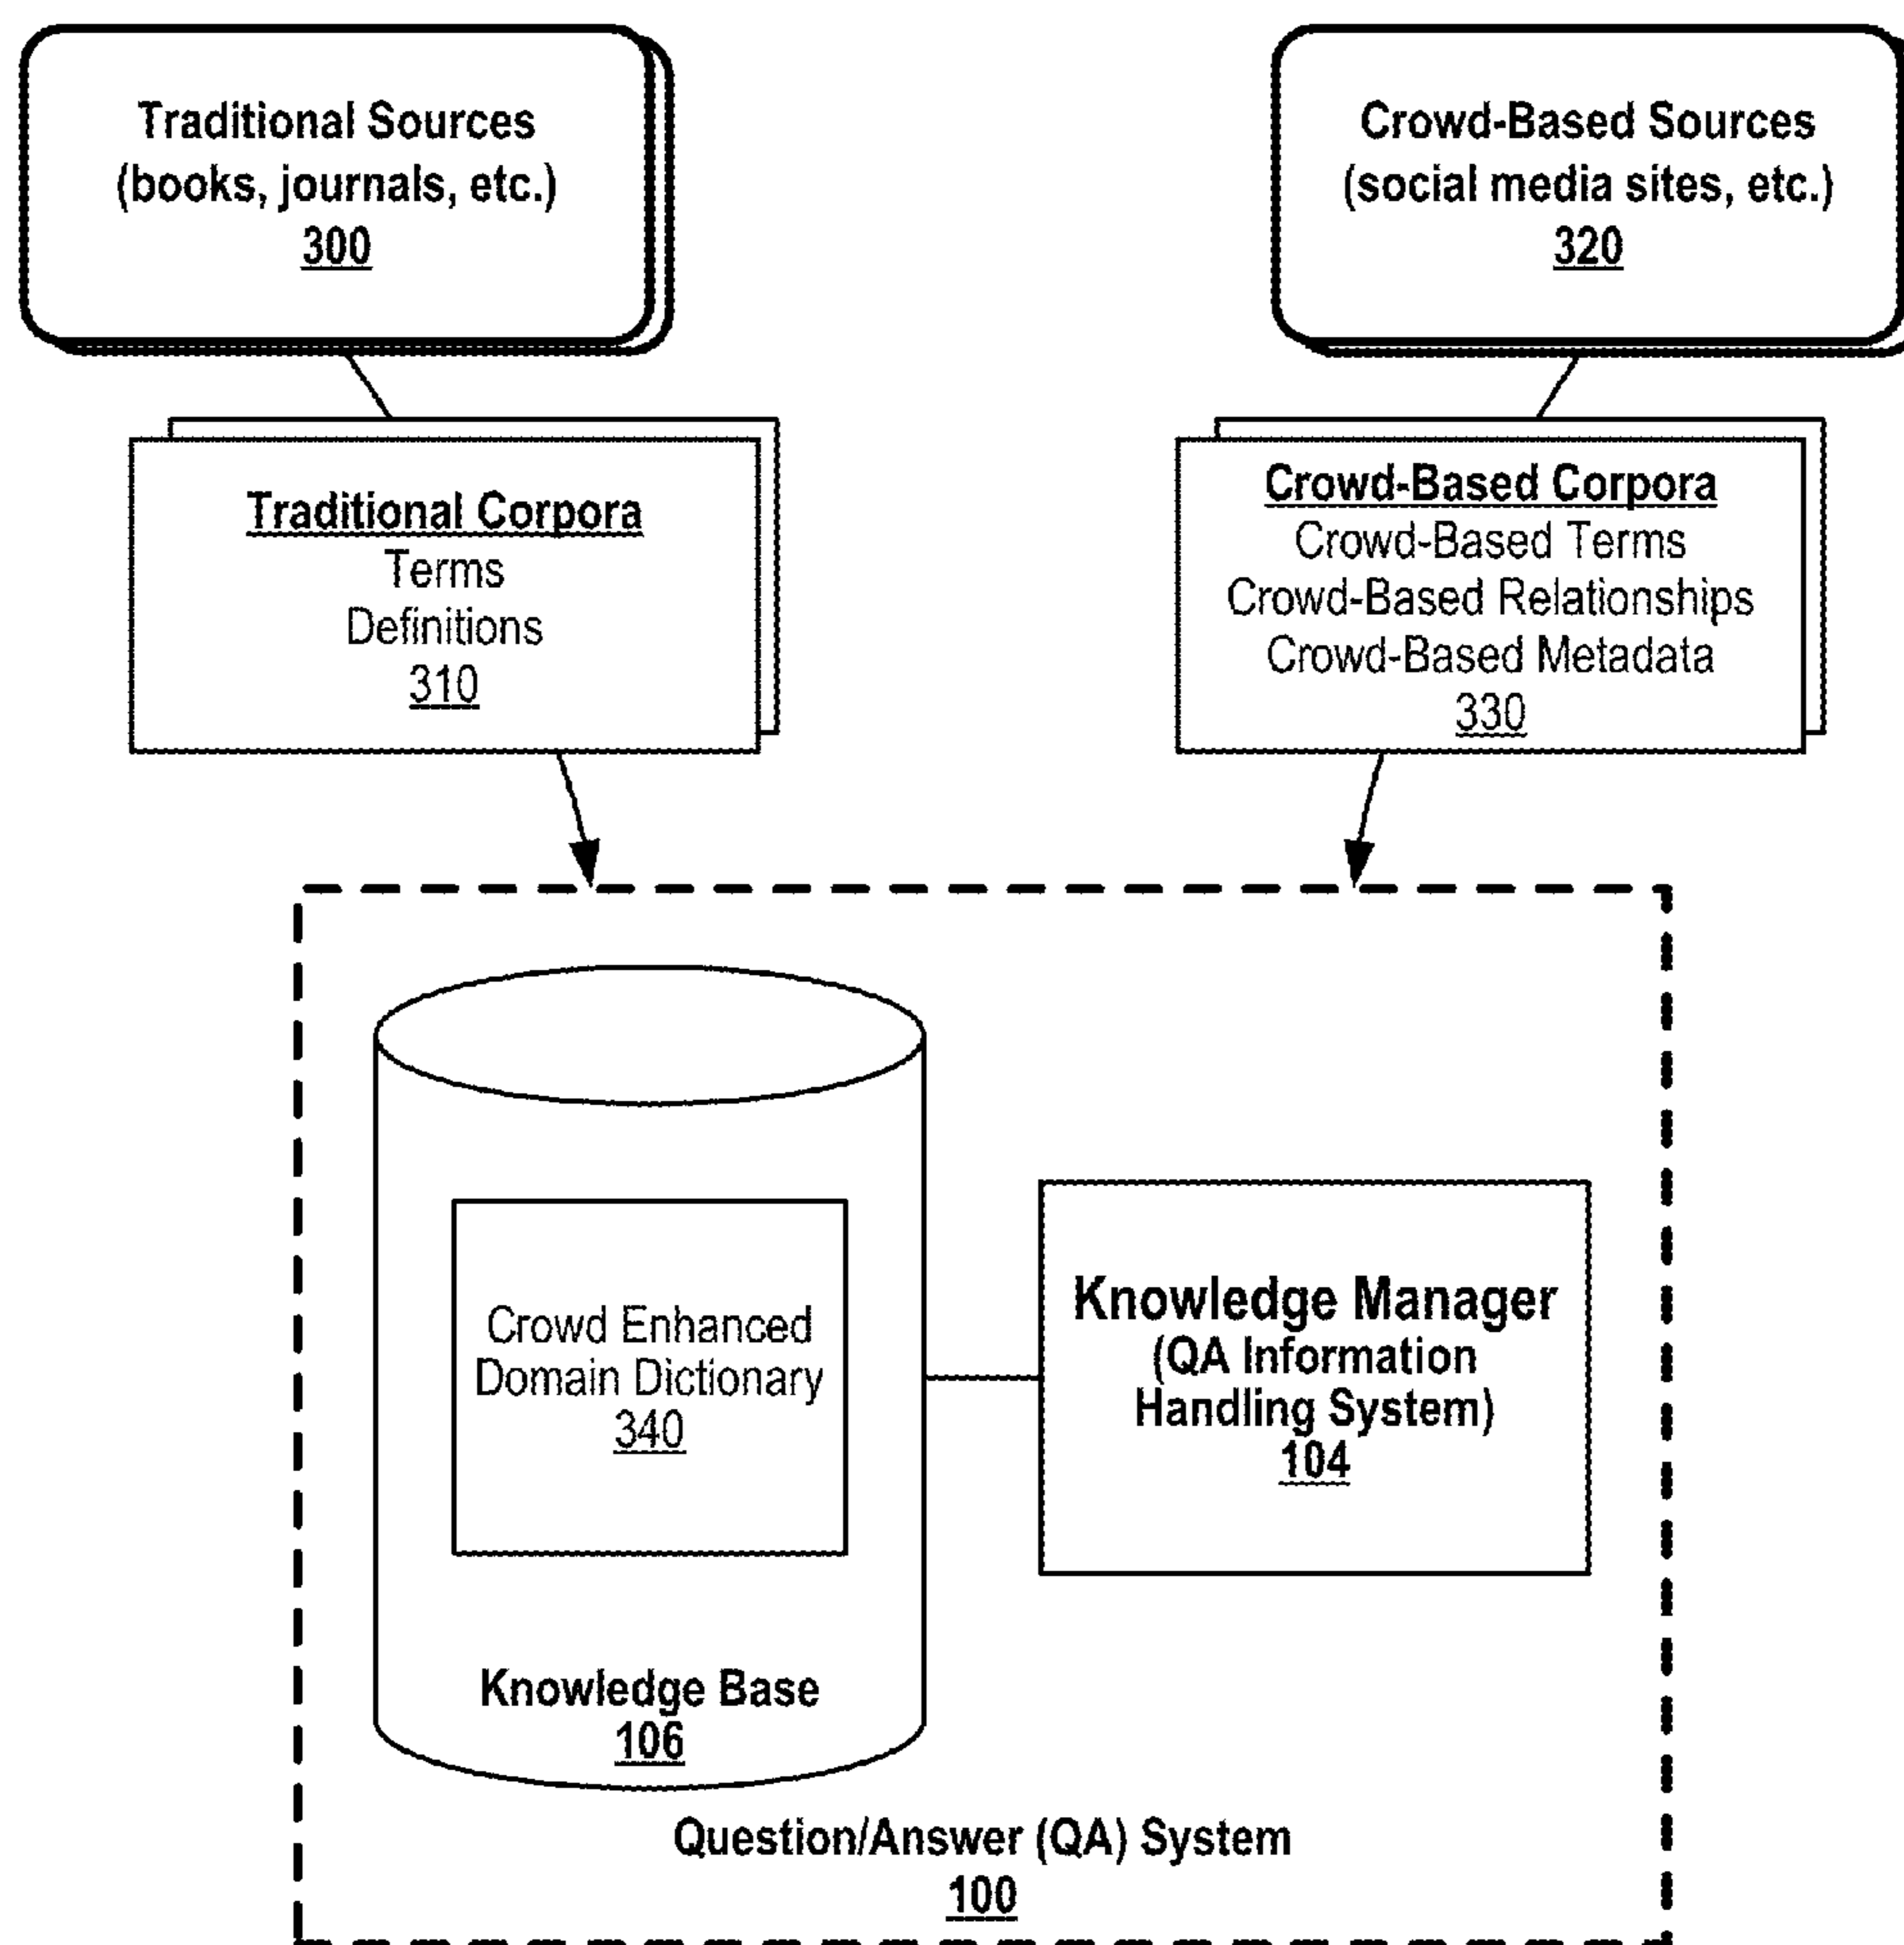 Traditional Sources
(books, journals, etc.)
300
Crowd-Based Sources
(social media sites, etc.)
320
Traditional Corpora
Terms
Definitions
310
Crowd-Based Corpora
Crowd-Based Terms
Crowd-Based Relationships
Crowd-Based Metadata
330
Crowd Enhanced
Domain Dictionary
340
Knowledge Base
106
Knowledge Manager
(QA Information
Handling System)
104
Question/Answer (QA) System
100